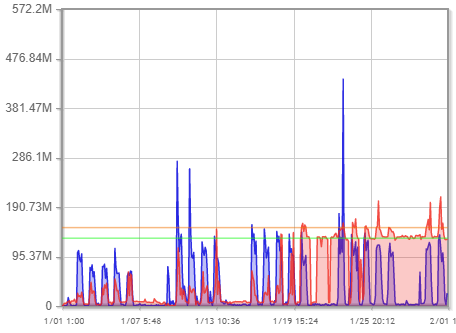 572.2M
476.84M
381.47M
286.1M
190.73M
95.37M
0
1/01 1:00 1/07 5:48 1/13 10:36 1/19 15:24 1/25 20:12 2/01 1